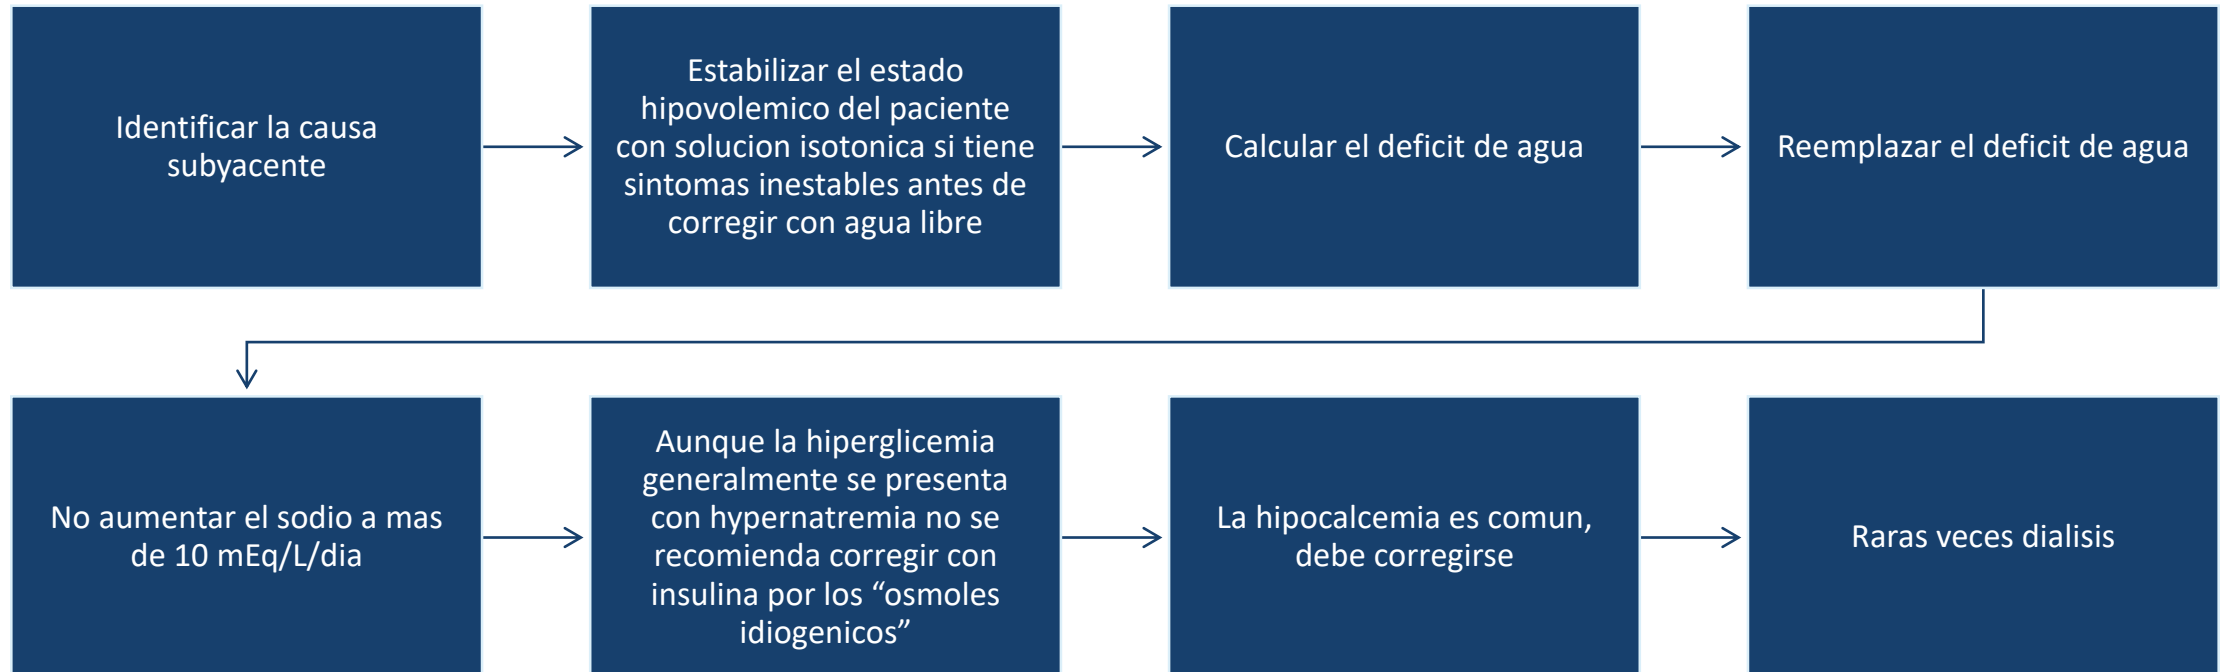 Identificar la causa
subyacente
Estabilizar el estado
hipovolemico del paciente
con solucion isotonica si tiene
sintomas inestables antes de
corregir con agua libre
Calcular el deficit de agua
Reemplazar el deficit de agua
No aumentar el sodio a mas
de 10 mEq/L/dia
Aunque la hiperglicemia
generalmente se presenta
con hypernatremia no se
recomienda corregir con
insulina por los “osmoles
idiogenicos”
La hipocalcemia es comun,
debe corregirse
Raras veces dialisis